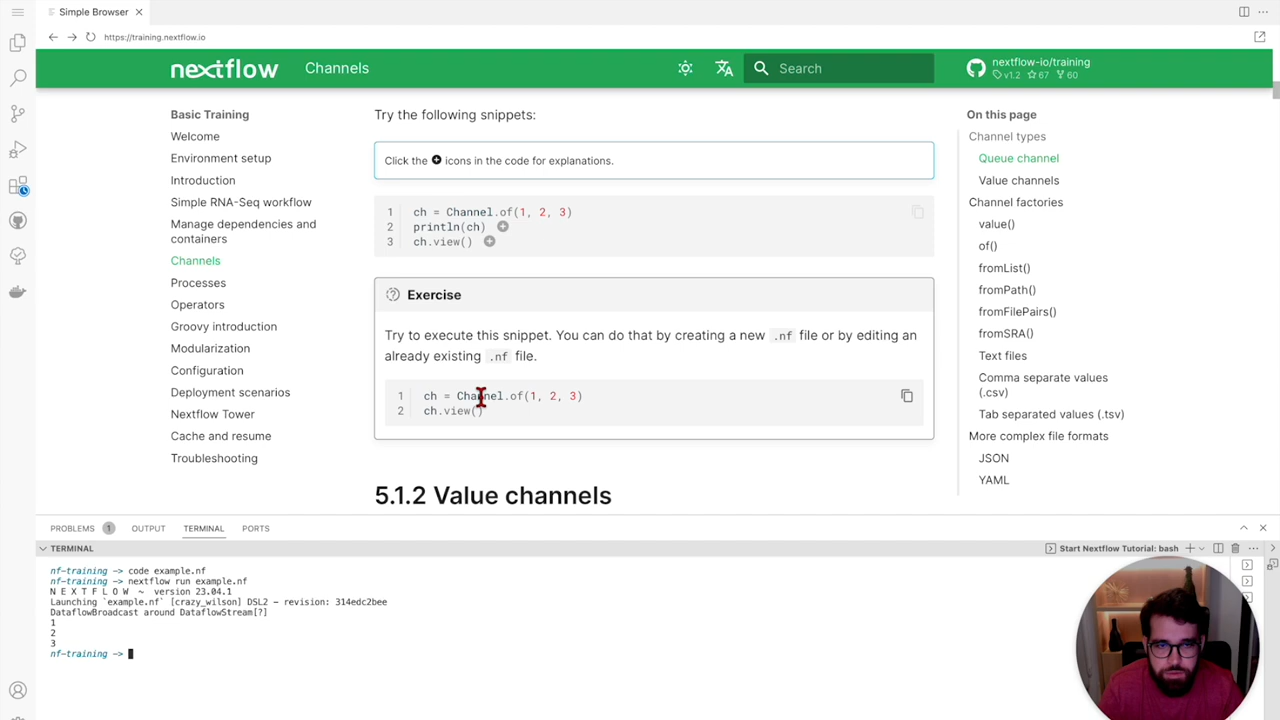 Simple Browser
https://training.nextflow.io
nextflow
Channels
Search
nextflow-io/training
v1.2 67 60
Basic Training
Welcome
Environment setup
Introduction
Simple RNA-Seq workflow
Manage dependencies and
containers
Channels
Processes
Operators
Groovy introduction
Modularization
Configuration
Deployment scenarios
Nextflow Tower
Cache and resume
Troubleshooting
Try the following snippets:
Click the icons in the code for explanations.
1 ch = Channel.of(1, 2, 3)
2 println(ch)
3 ch.view()
Exercise
Try to execute this snippet. You can do that by creating a new .nf file or by editing an
already existing .nf file.
1 ch = Channel.of(1, 2, 3)
2 ch.view()
5.1.2 Value channels
On this page
Channel types
Queue channel
Value channels
Channel factories
value()
of()
fromList()
fromPath()
fromFilePairs()
fromSRA()
Text files
Comma separate values
(.csv)
Tab separated values (.tsv)
More complex file formats
JSON
YAML
PROBLEMS 1 OUTPUT TERMINAL PORTS
TERMINAL
Start Nextflow Tutorial: bash
nf-training -> code example.nf
nf-training -> nextflow run example.nf
N E X T F L O W ~ version 23.04.1
Launching `example.nf` [crazy_wilson] DSL2 - revision: 314edc2bee
DataflowBroadcast around DataflowStream[?]
1
2
3
nf-training ->